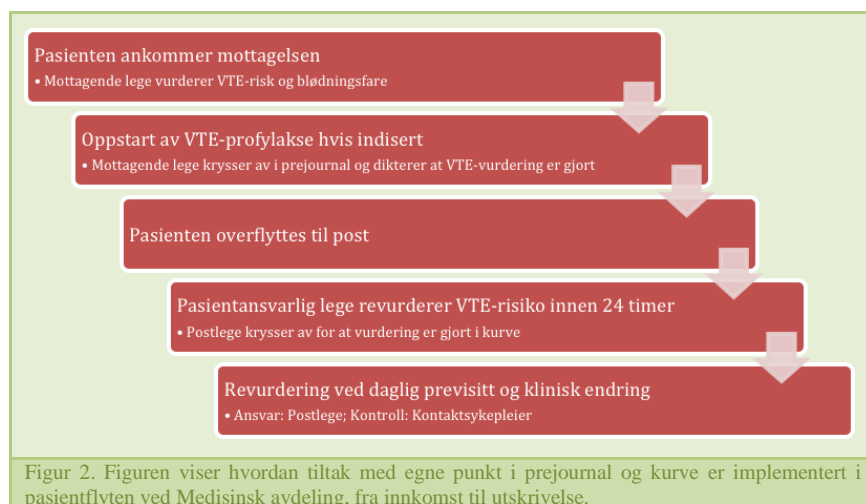 Pasienten ankommer mottagelsen
• Mottagende lege vurderer VTE-risk og blødningsfare
Oppstart av VTE-profylakse hvis indisert
• Mottagende lege krysser av i prejournal og dikterer at VTE-vurdering er gjort
Pasienten overflyttes til post
Pasientansvarlig lege revurderer VTE-risiko innen 24 timer
• Postlege krysser av for at vurdering er gjort i kurve
Revurdering ved daglig previsitt og klinisk endring
• Ansvar: Postlege; Kontroll: Kontaktsykepleier
Figur 2. Figuren viser hvordan tiltak med egne punkt i prejournal og kurve er implementert i
pasientflyten ved Medisinsk avdeling, fra innkomst til utskrivelse.